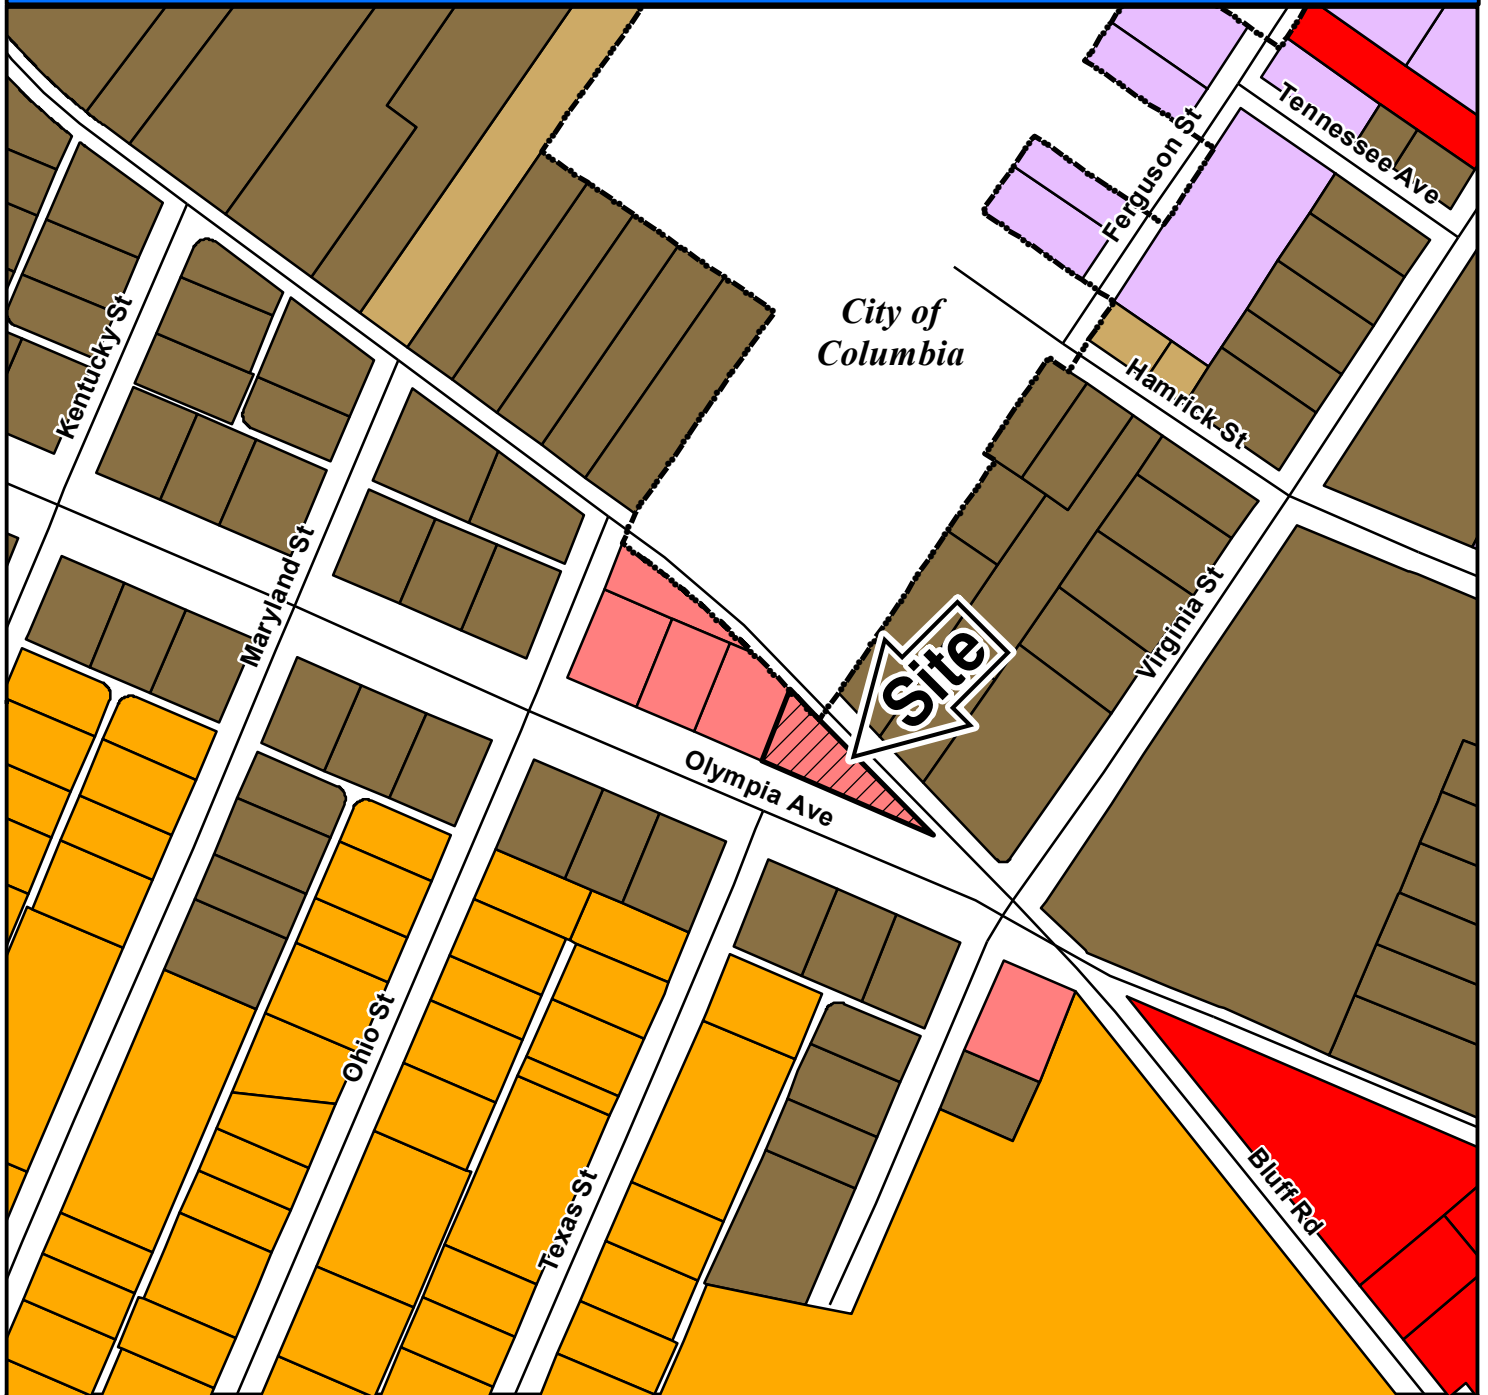 Tennessee Ave
Ferguson St
City of
Columbia
Kentucky St
Hamrick St
Maryland St
Virginia St
Site
Olympia Ave
Ohio St
Texas St
Bluff Rd